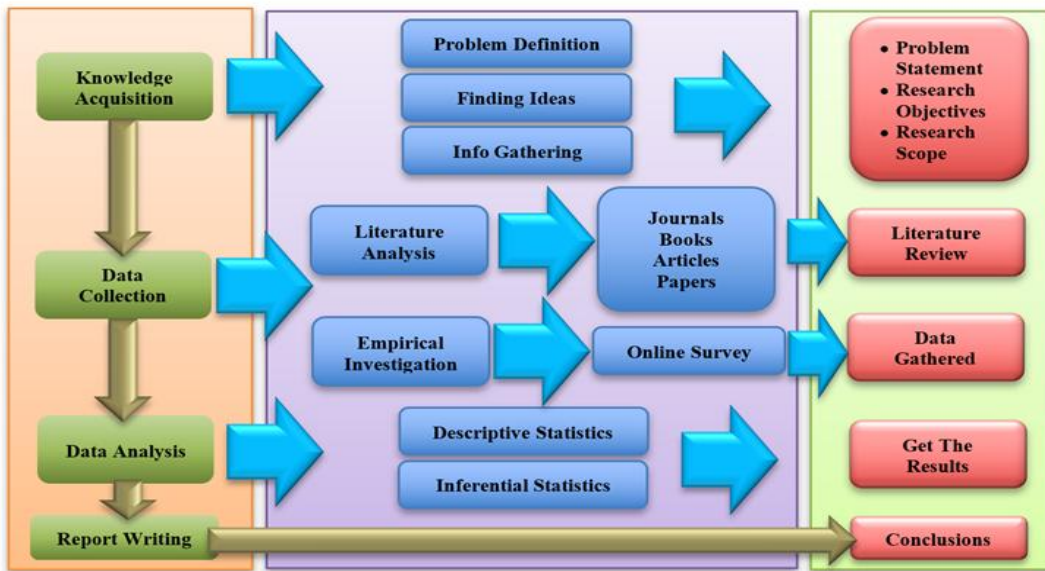 Knowledge
Acquisition
Problem Definition
Finding Ideas
Info Gathering
• Problem
Statement
• Research
Objectives
• Research
Scope
Data
Collection
Literature
Analysis
Journals
Books
Articles
Papers
Literature
Review
Empirical
Investigation
Online Survey
Data
Gathered
Data Analysis
Descriptive Statistics
Inferential Statistics
Get The
Results
Report Writing
Conclusions